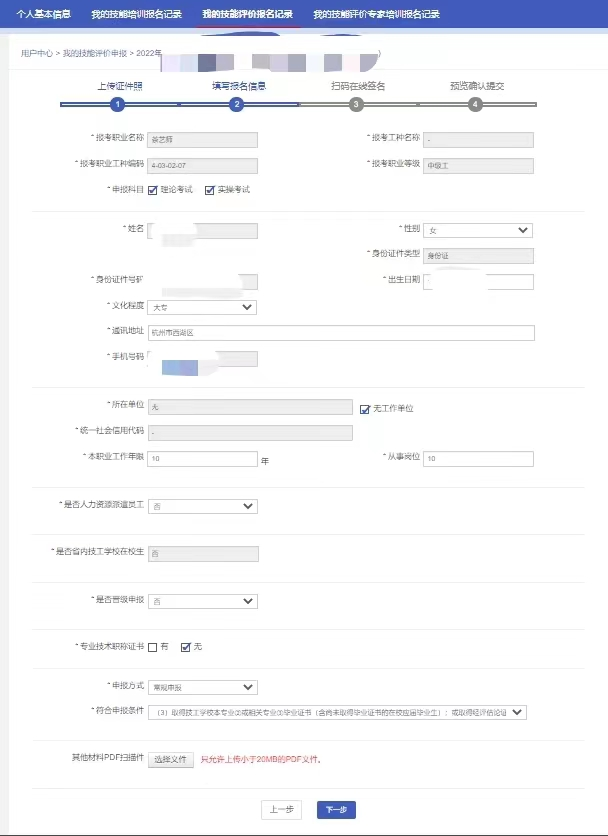 个人基本信息 我的技能培训报名记录 我的技能评价报名记录 我的技能评价专家培训报名记录
用户中心 > 我的技能评价申报 > 2022年
上传证件照 填写报名信息 扫码在线签名 预览确认提交
1 2 3 4
*报考职业名称 茶艺师 *报考工种名称 -
*报考职业工种编码 4-03-02-07 *报考职业等级 中级工
*申报科目 理论考试 实操考试
*姓名 *性别 女
*身份证件类型 身份证
*身份证件号码 *出生日期
*文化程度 大专
*通讯地址 杭州市西湖区
*手机号码
*所在单位 无 无工作单位
*统一社会信用代码 -
*本职业工作年限 10 年 *从事岗位 10
*是否人力资源派遣员工 否
*是否省内技工学校在校生 否
*是否晋级申报 否
*专业技术职称证书 有 无
*申报方式 常规申报
*符合申报条件 （3）取得技工学校本专业②或相关专业③毕业证书（含尚未取得毕业证书的在校应届毕业生）；或取得经评估论证
其他材料PDF扫描件 选择文件 只允许上传小于20MB的PDF文件。
上一步 下一步